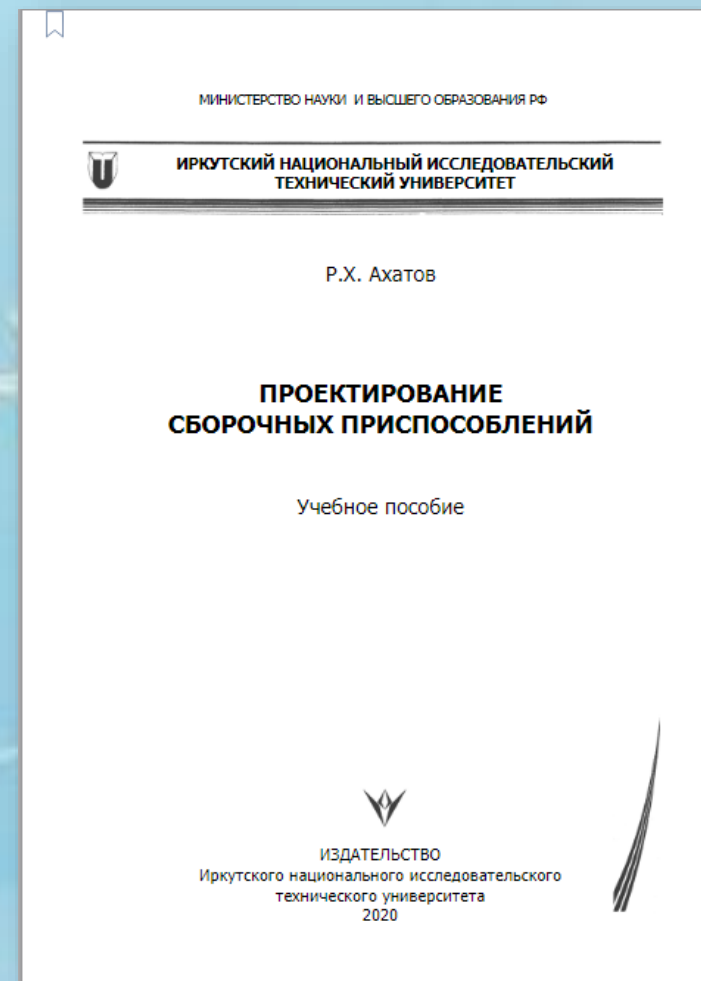 МИНИСТЕРСТВО НАУКИ И ВЫСШЕГО ОБРАЗОВАНИЯ РФ
ИРКУТСКИЙ НАЦИОНАЛЬНЫЙ ИССЛЕДОВАТЕЛЬСКИЙ
ТЕХНИЧЕСКИЙ УНИВЕРСИТЕТ
Р.Х. Ахатов
ПРОЕКТИРОВАНИЕ
СБОРОЧНЫХ ПРИСПОСОБЛЕНИЙ
Учебное пособие
ИЗДАТЕЛЬСТВО
Иркутского национального исследовательского
технического университета
2020